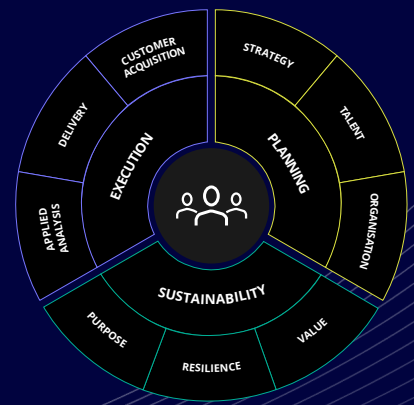 CUSTOMER
ACQUISITION
STRATEGY
DELIVERY
TALENT
EXECUTION
PLANNING
APPLIED
ANALYSIS
ORGANISATION
SUSTAINABILITY
PURPOSE
RESILIENCE
VALUE